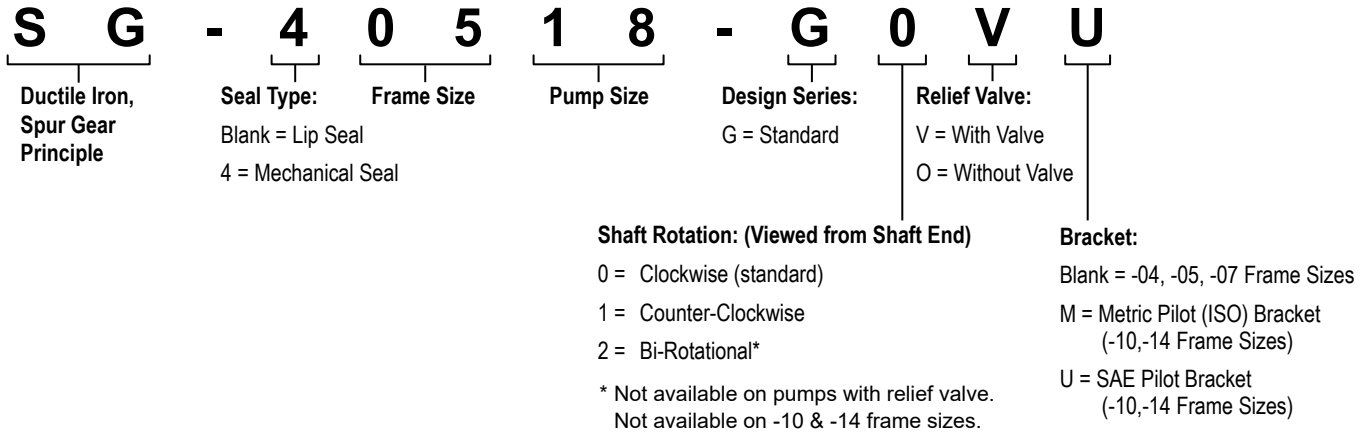 S G - 4 0 5 1 8 - G 0 V U
Ductile Iron,
Spur Gear
Principle
Seal Type:
Blank = Lip Seal
4 = Mechanical Seal
Frame Size
Pump Size
Design Series:
G = Standard
Relief Valve:
V = With Valve
O = Without Valve
Shaft Rotation: (Viewed from Shaft End)
0 = Clockwise (standard)
1 = Counter-Clockwise
2 = Bi-Rotational*
* Not available on pumps with relief valve.
Not available on -10 & -14 frame sizes.
Bracket:
Blank = -04, -05, -07 Frame Sizes
M = Metric Pilot (ISO) Bracket
(-10,-14 Frame Sizes)
U = SAE Pilot Bracket
(-10,-14 Frame Sizes)